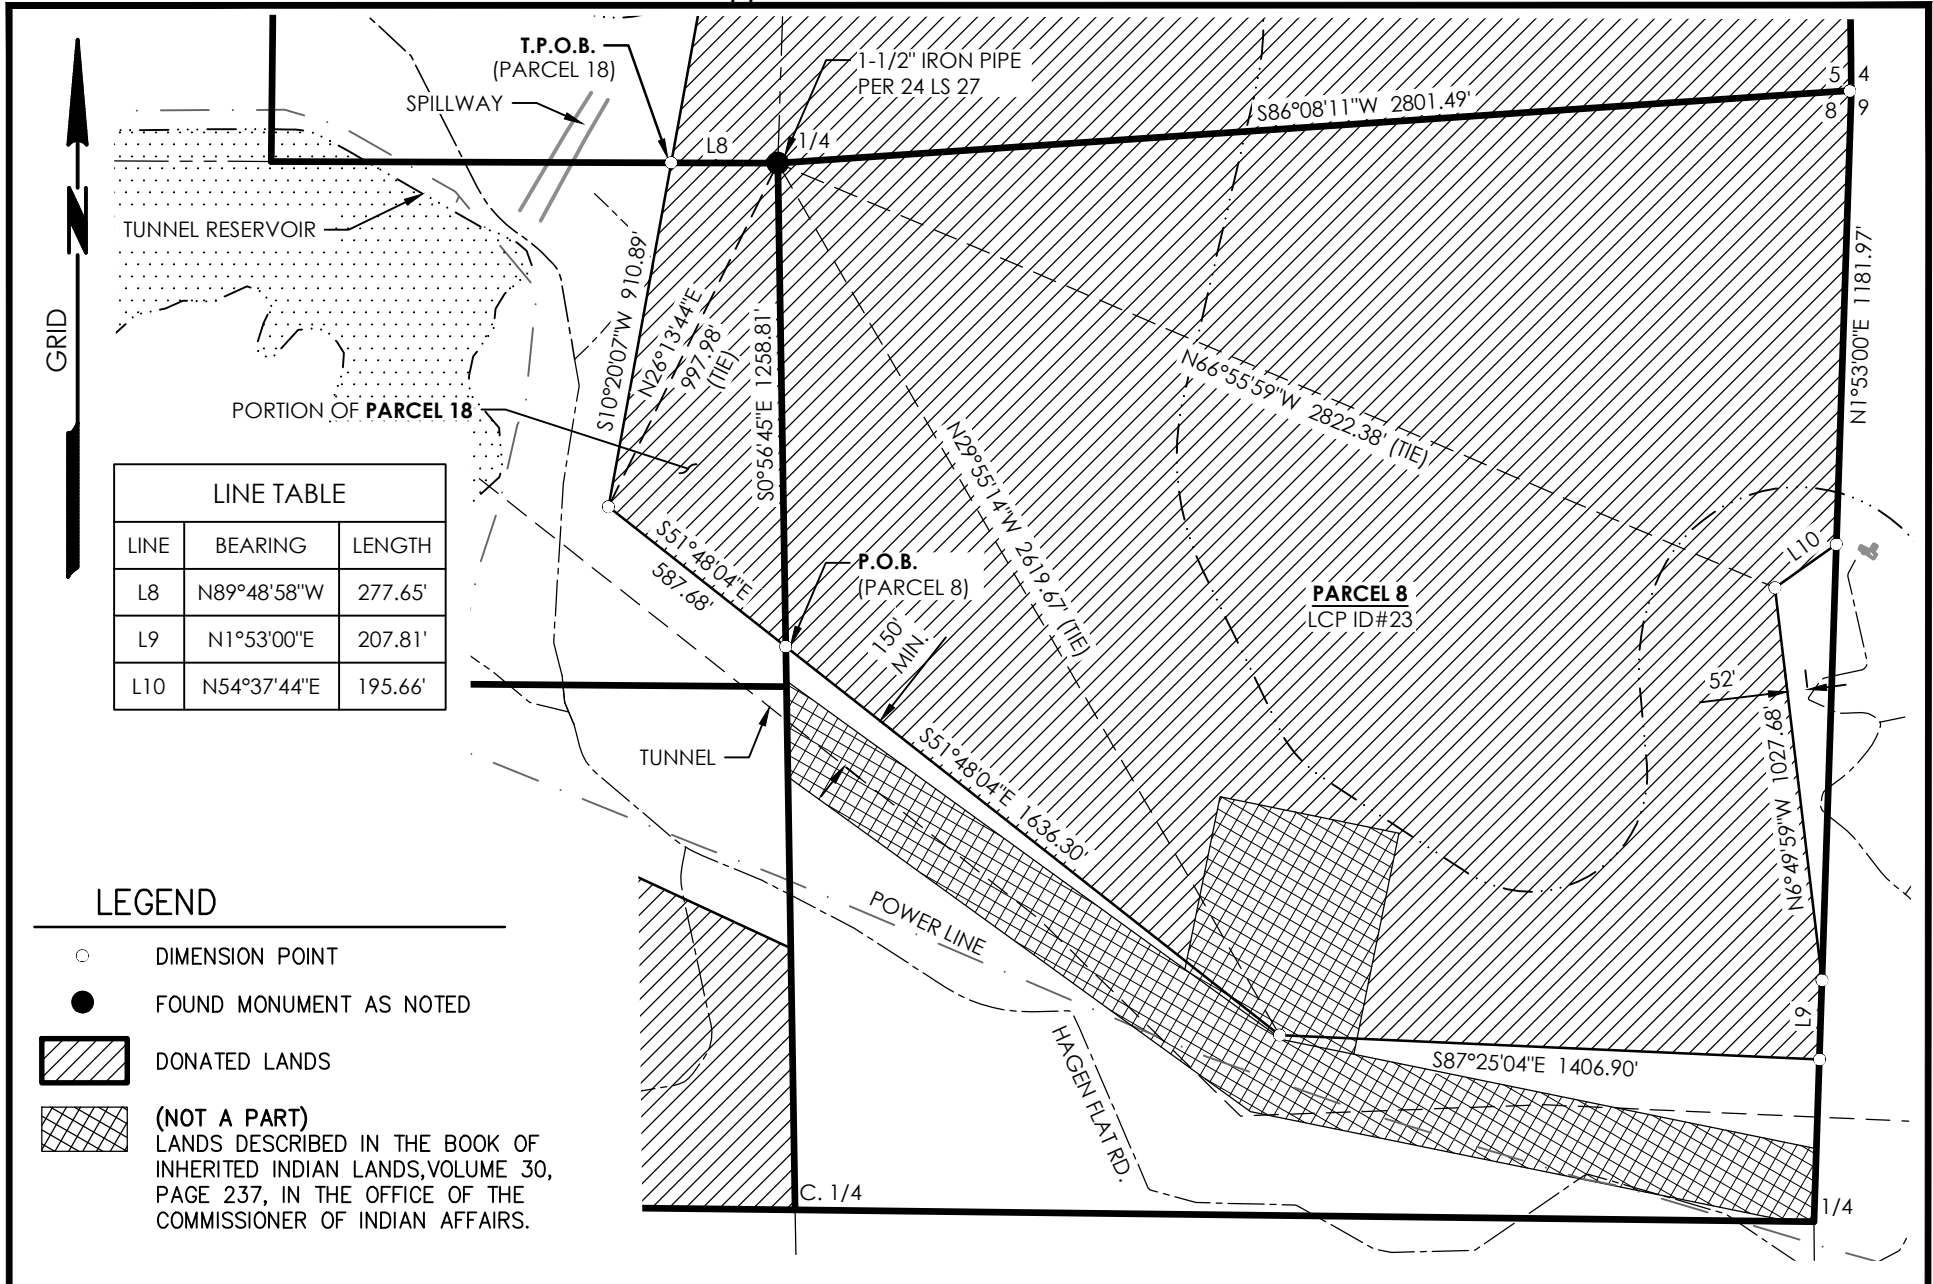 T.P.O.B.
(PARCEL 18)
1-1/2" IRON PIPE
PER 24 LS 27
SPILLWAY
5 4
8 9
S86°08'11"W 2801.49'
L8
1/4
TUNNEL RESERVOIR
N
GRID
S10°20'07"W 910.89'
N26°13'44"E
997.98'
(TIE)
S0°56'45"E 1258.81'
N1°53'00"E 1181.97'
N66°55'59"W 2822.38' (TIE)
N29°55'14"W 2619.67' (TIE)
PORTION OF PARCEL 18
LINE TABLE
LINE BEARING LENGTH
L8 N89°48'58"W 277.65'
L9 N1°53'00"E 207.81'
L10 N54°37'44"E 195.66'
S51°48'04"E
587.68'
P.O.B.
(PARCEL 8)
150'
MIN.
PARCEL 8
LCP ID#23
L10
52'
N6°49'59"W 1027.68'
TUNNEL
S51°48'04"E 1636.30'
POWER LINE
HAGEN FLAT RD.
L9
S87°25'04"E 1406.90'
C. 1/4
1/4
LEGEND
DIMENSION POINT
FOUND MONUMENT AS NOTED
DONATED LANDS
(NOT A PART)
LANDS DESCRIBED IN THE BOOK OF
INHERITED INDIAN LANDS,VOLUME 30,
PAGE 237, IN THE OFFICE OF THE
COMMISSIONER OF INDIAN AFFAIRS.